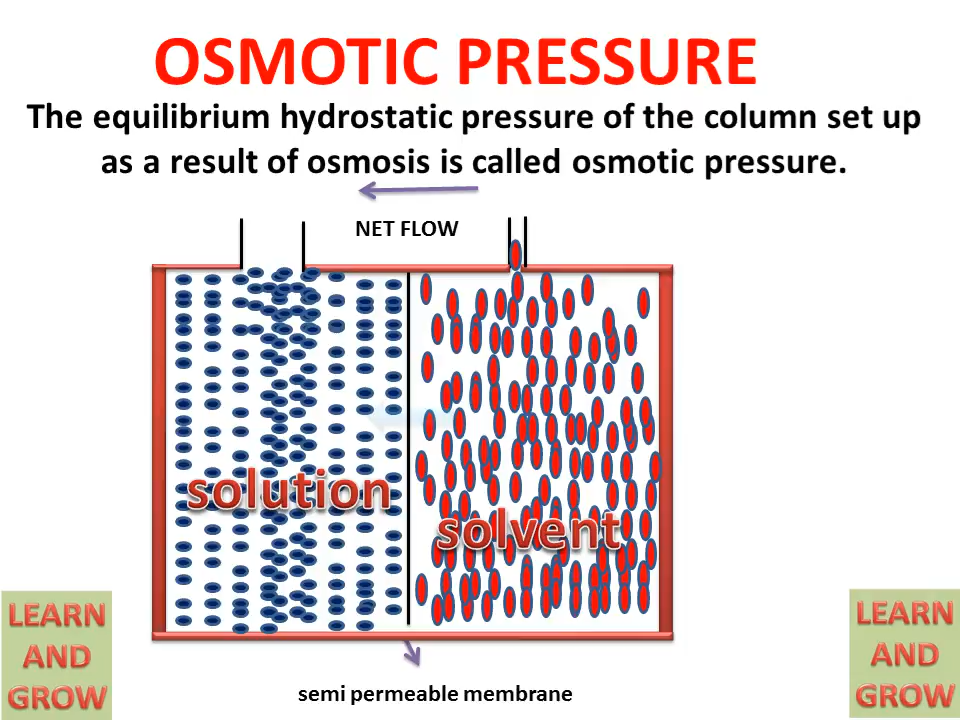 OSMOTIC PRESSURE
The equilibrium hydrostatic pressure of the column set up
as a result of osmosis is called osmotic pressure.
NET FLOW
solution
solvent
semi permeable membrane
LEARN
AND
GROW
LEARN
AND
GROW